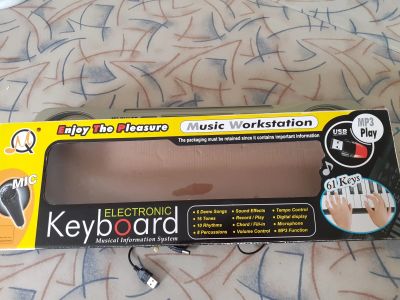 MQ
Enjoy The Pleasure
Music Workstation
The packaging must be retained since it contains important information
USB
MP3
Play
MIC
61 Keys
ELECTRONIC
Keyboard
Musical Information System
• 8 Demo Songs
• 16 Tones
• 10 Rhythms
• 8 Percussions
• Sound Effects
• Record / Play
• Chord / Fill-in
• Volume Control
• Tempo Control
• Digital display
• Microphone
• MP3 Function